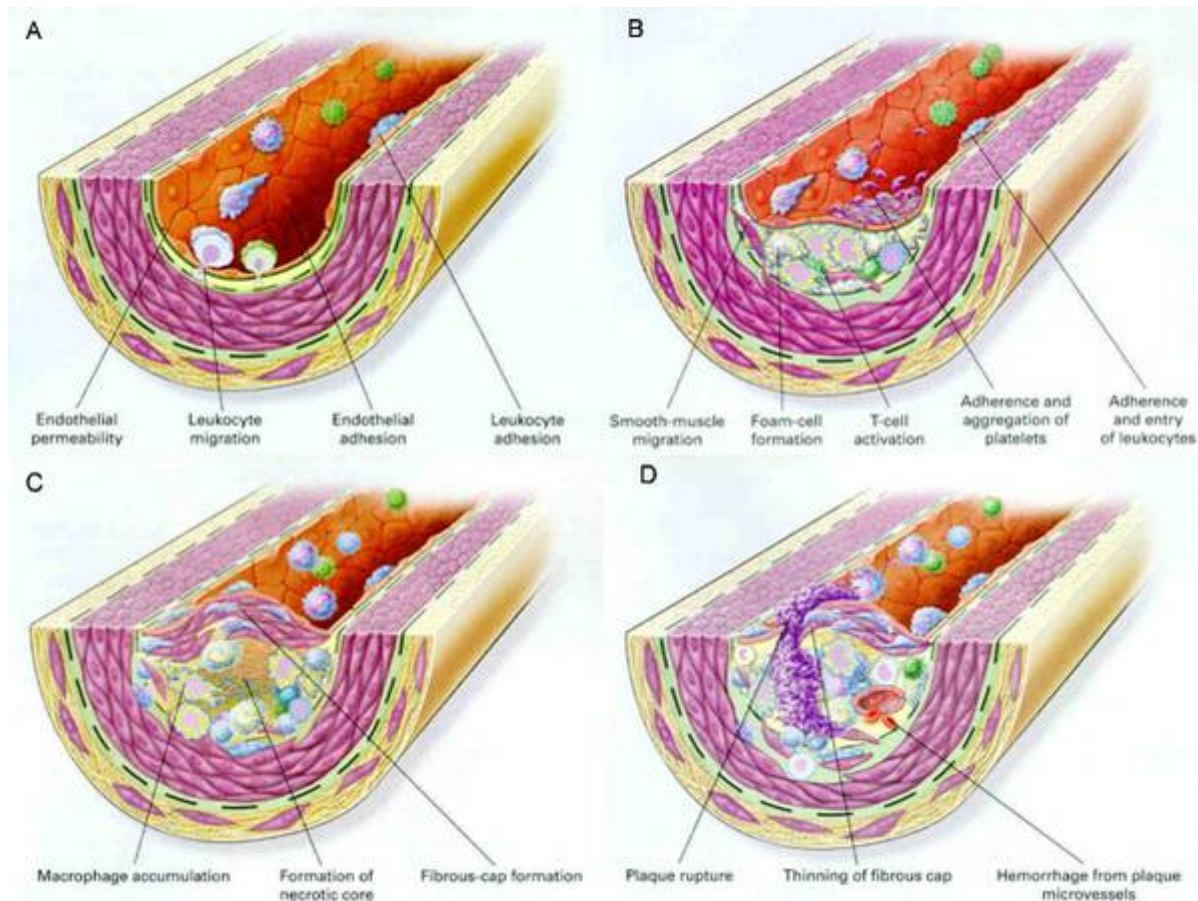 A
B
Endothelial
permeability
Leukocyte
migration
Endothelial
adhesion
Leukocyte
adhesion
Smooth-muscle
migration
Foam-cell
formation
T-cell
activation
Adherence and
aggregation of
platelets
Adherence
and entry
of leukocytes
C
D
Macrophage accumulation
Formation of
necrotic core
Fibrous-cap formation
Plaque rupture
Thinning of fibrous cap
Hemorrhage from plaque
microvessels